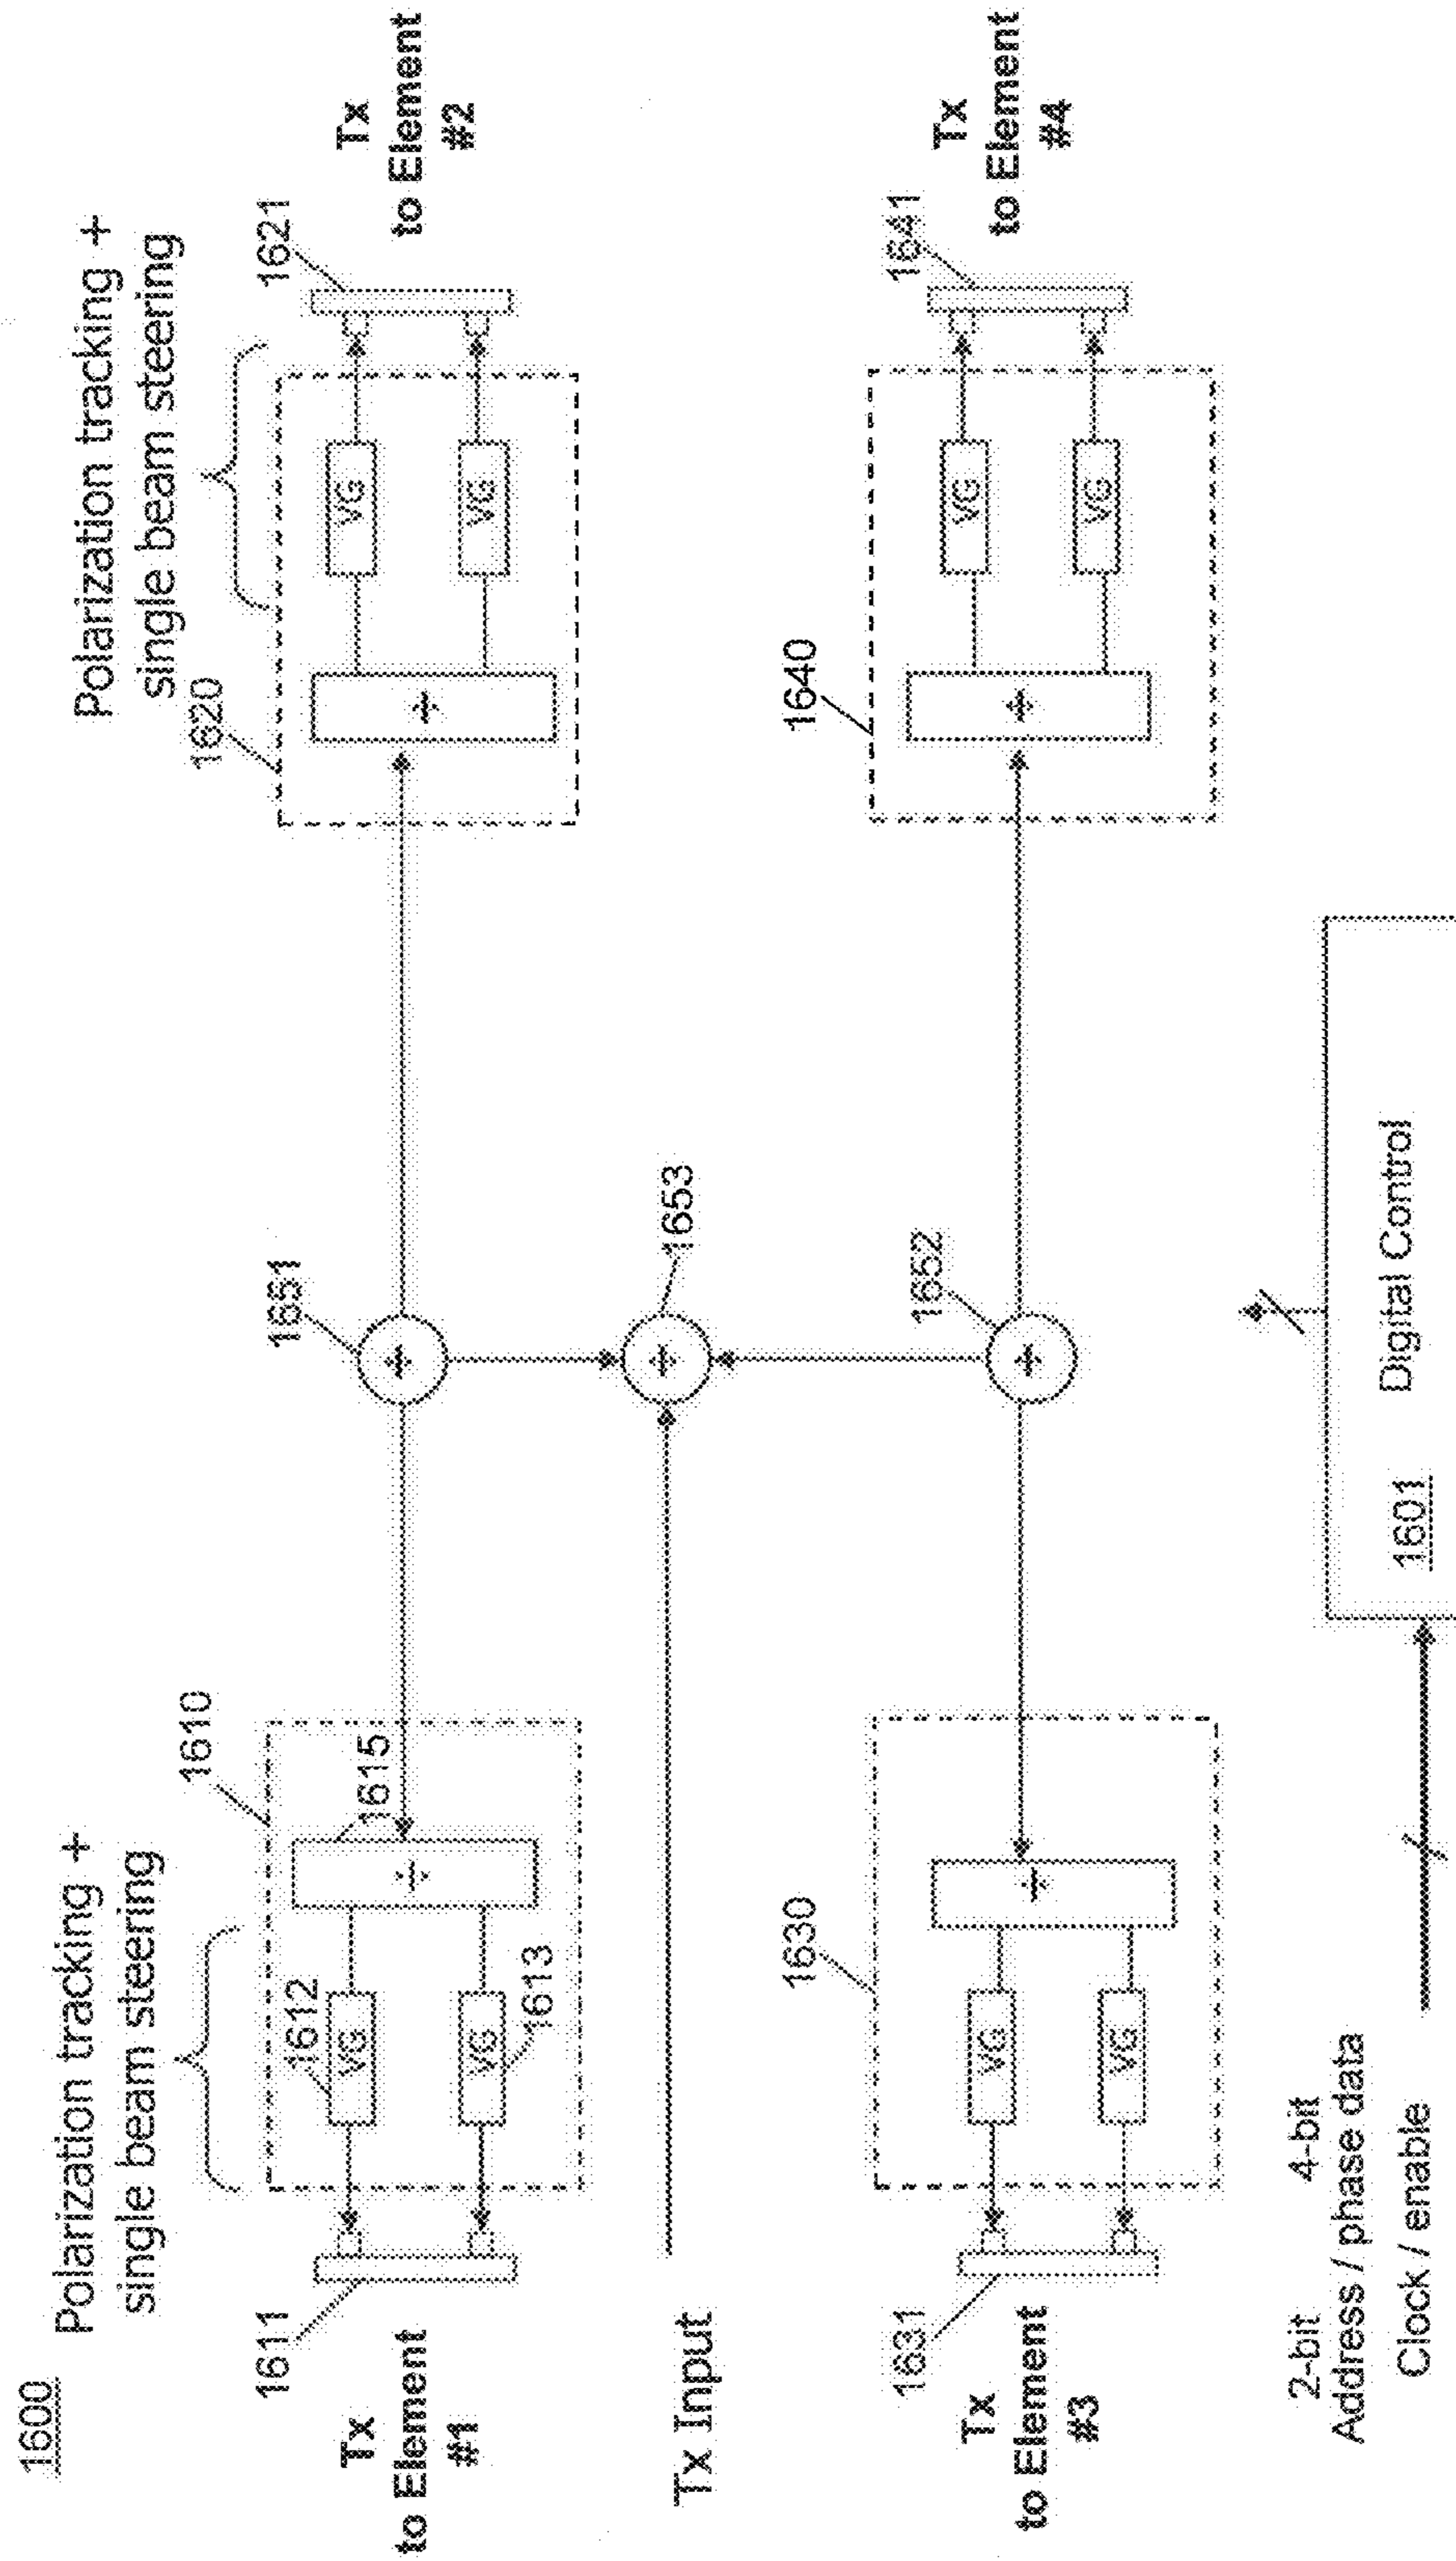 1600
Polarization tracking +
single beam steering
Polarization tracking +
single beam steering
1610
1620
1611
1612
VG
1615
÷
1651
÷
÷
VG
1621
Tx
to Element
#1
VG
1613
VG
Tx
to Element
#2
Tx Input
÷
1653
1630
1652
1640
1631
VG
÷
÷
÷
VG
1641
Tx
to Element
#3
VG
VG
Tx
to Element
#4
2-bit 4-bit
Address / phase data
Clock / enable
1601 Digital Control